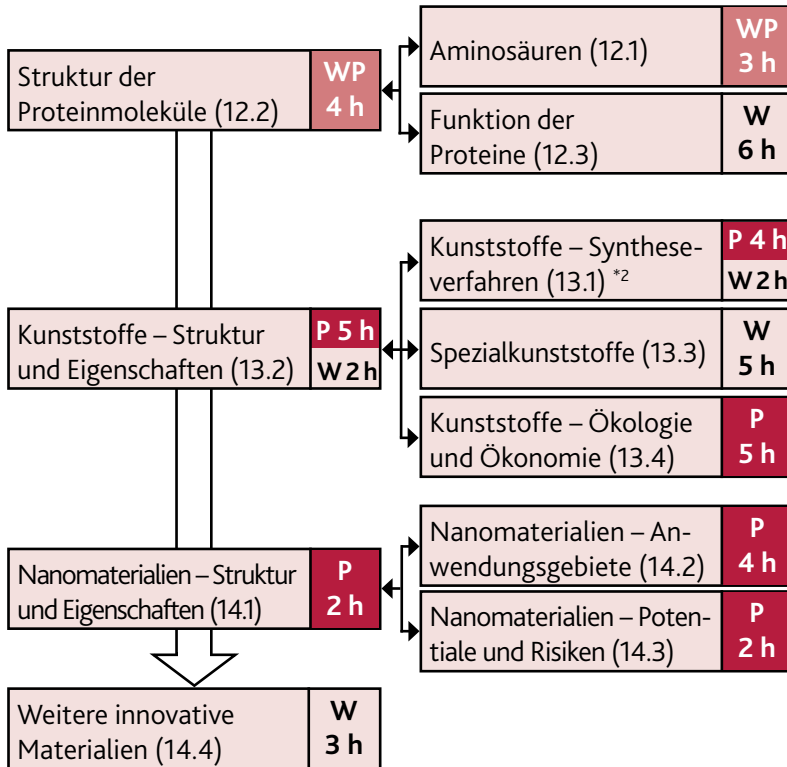 Struktur der
Proteinmoleküle (12.2)
WP
4 h
Aminosäuren (12.1)
WP
3 h
Funktion der
Proteine (12.3)
W
6 h
Kunststoffe – Struktur
und Eigenschaften (13.2)
P 5 h
W 2 h
Kunststoffe – Synthese-
verfahren (13.1) *2
P 4 h
W 2 h
Spezialkunststoffe (13.3)
W
5 h
Kunststoffe – Ökologie
und Ökonomie (13.4)
P
5 h
Nanomaterialien – Struktur
und Eigenschaften (14.1)
P
2 h
Nanomaterialien – An-
wendungsgebiete (14.2)
P
4 h
Nanomaterialien – Poten-
tiale und Risiken (14.3)
P
2 h
Weitere innovative
Materialien (14.4)
W
3 h